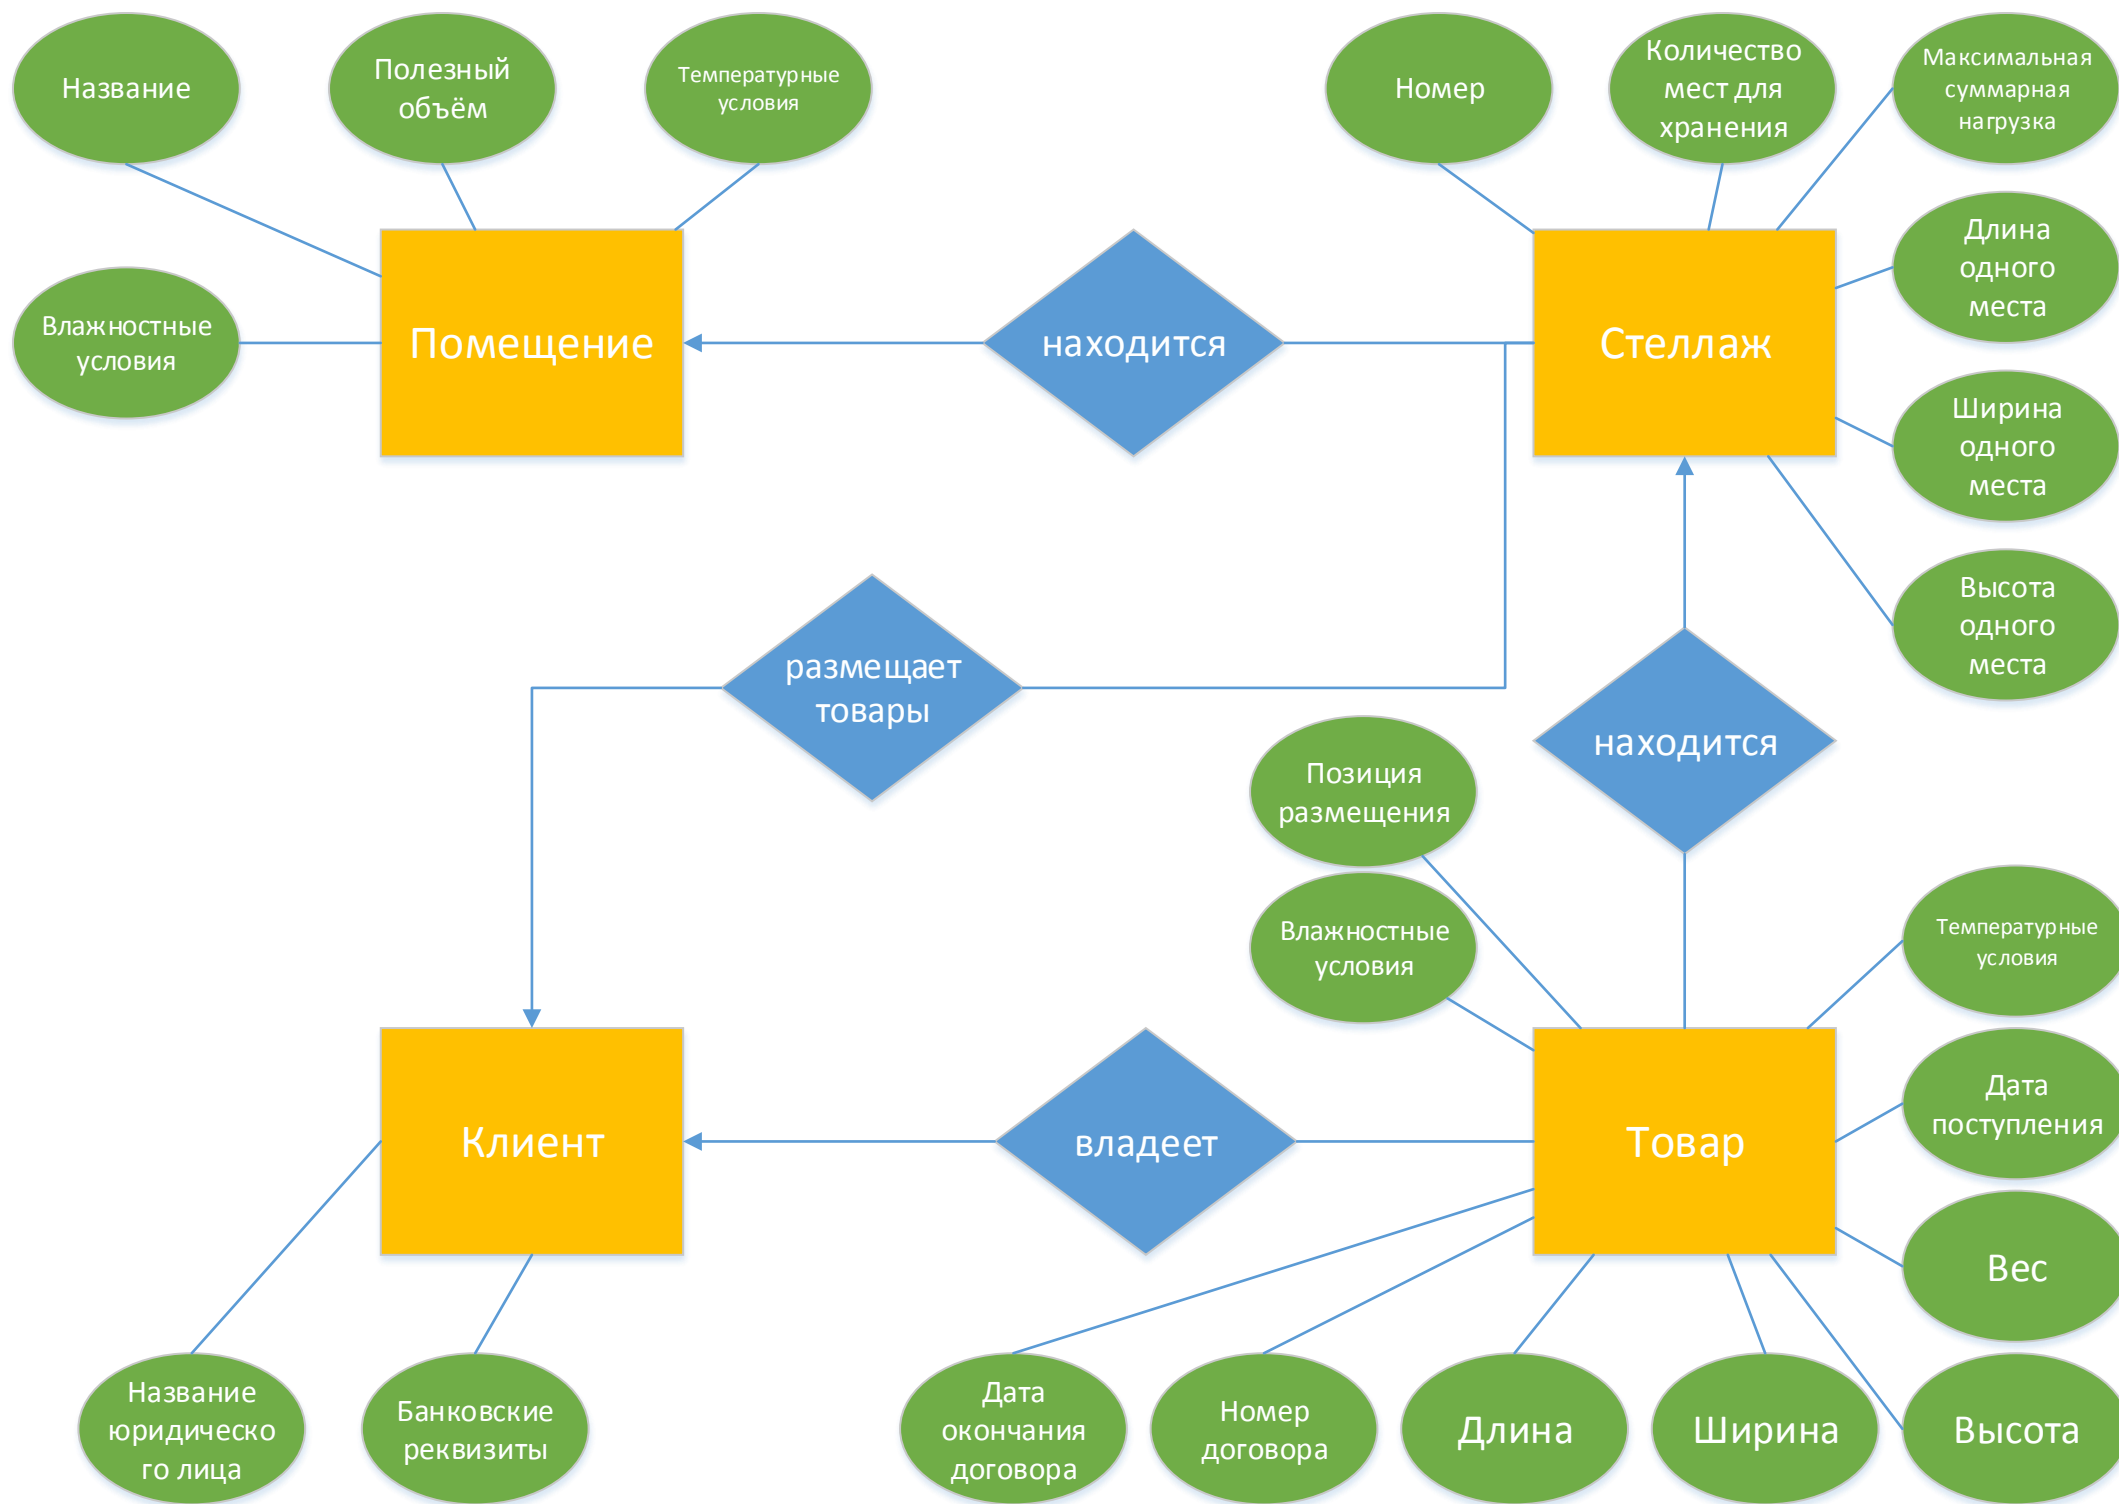 Название
Полезный
объём
Температурные
условия
Номер
Количество
мест для
хранения
Максимальная
суммарная
нагрузка
Влажностные
условия
Помещение
находится
Стеллаж
Длина
одного
места
Ширина
одного
места
Высота
одного
места
размещает
товары
находится
Позиция
размещения
Влажностные
условия
Температурные
условия
Клиент
владеет
Товар
Дата
поступления
Вес
Название
юридическо
го лица
Банковские
реквизиты
Дата
окончания
договора
Номер
договора
Длина
Ширина
Высота